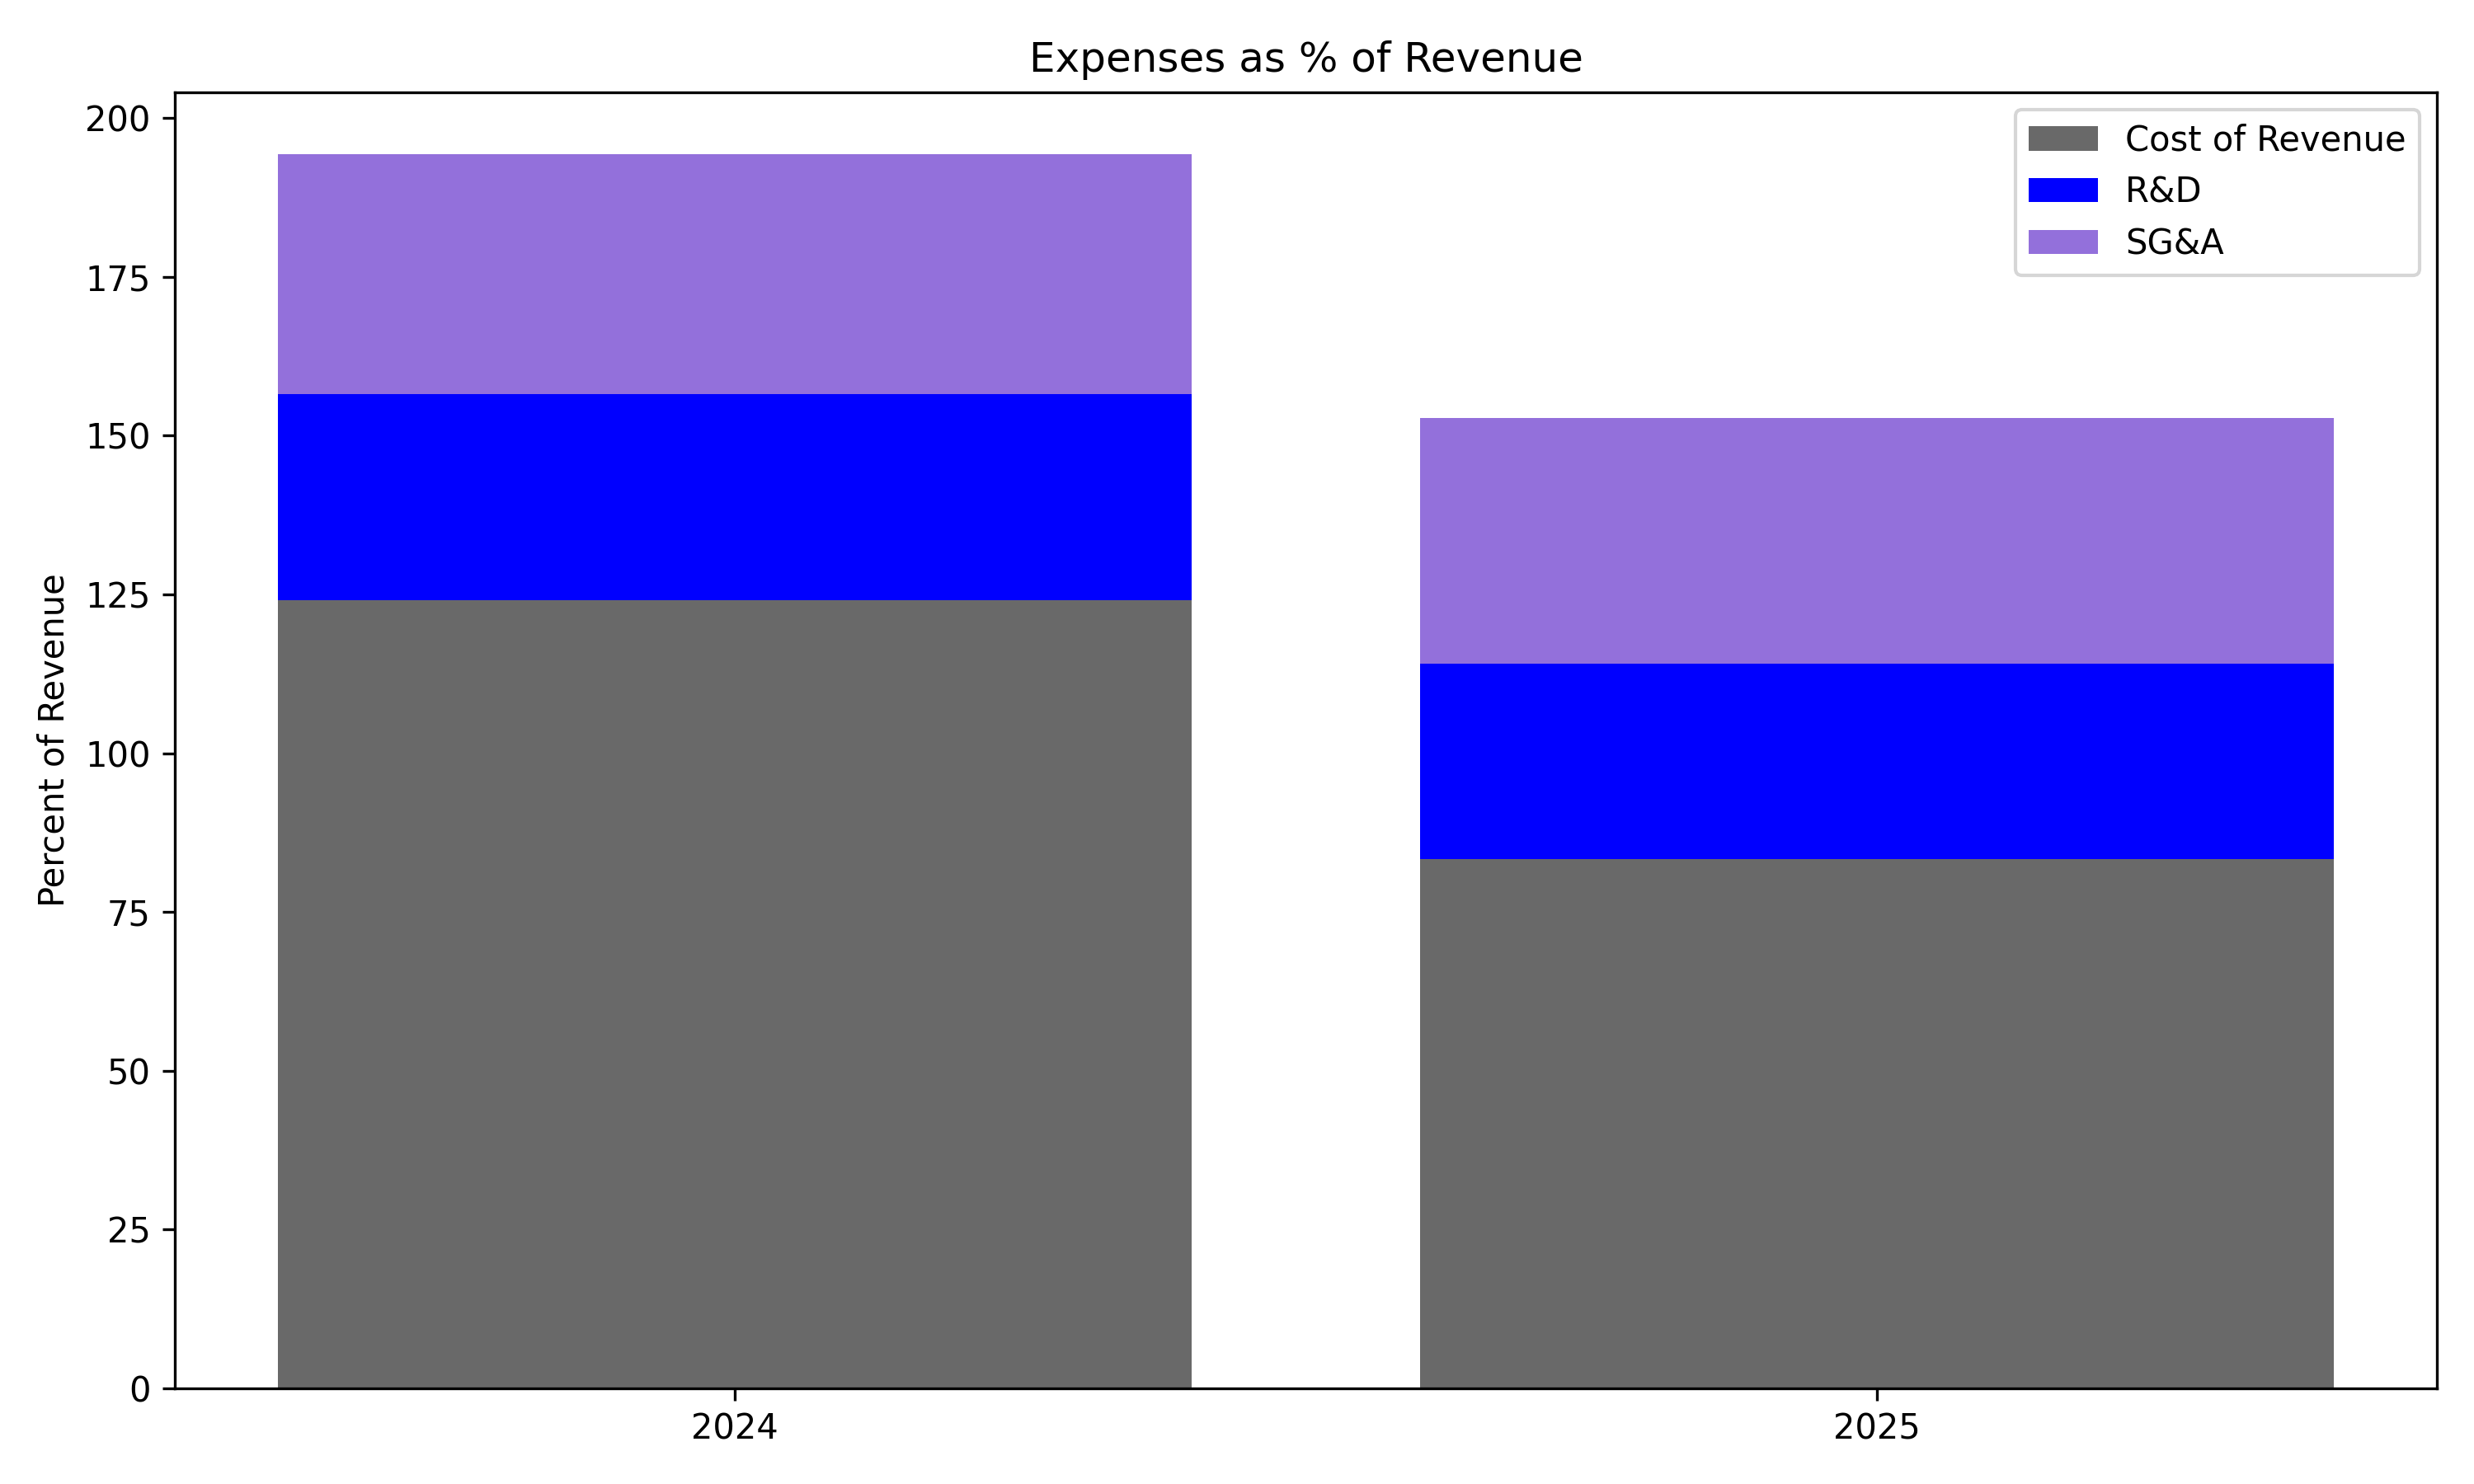 Expenses as % of Revenue
Cost of Revenue
R&D
SG&A
Percent of Revenue
200
175
150
125
100
75
50
25
0
2024
2025